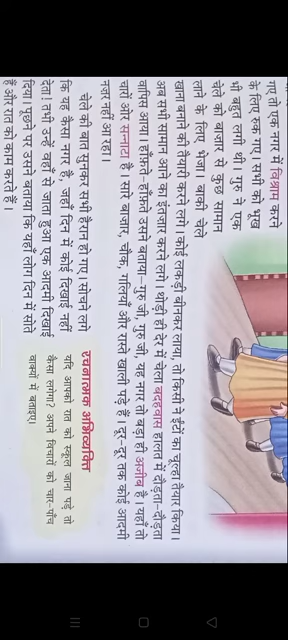 गए तो एक नगर में विश्राम करने
के लिए रुक गए। सभी को भूख
भी बहुत लगी थी। गुरु ने एक
चेले को बाजार से कुछ सामान
लाने के लिए भेजा। बाकी चेले
खाना बनाने की तैयारी करने लगे। कोई लकड़ी बीनकर लाया, तो किसी ने ईंटों का चूल्हा तैयार किया।
अब सभी सामान आने का इंतजार करने लगे। थोड़ी ही देर में चेला बदहवास हालत में दौड़ता-दौड़ता
वापिस आया। हाँफते-हाँफते उसने बताया–गुरु जी, गुरु जी, यह नगर तो बड़ा ही अजीब है। यहाँ तो
चारों ओर सन्नाटा है। सारे बाजार, चौक, गलियाँ और रास्ते खाली पड़े हैं। दूर-दूर तक कोई आदमी
नजर नहीं आ रहा।
चेले की बात सुनकर सभी हैरान हो गए। सोचने लगे
कि यह कैसा नगर है, जहाँ दिन में कोई दिखाई नहीं
देता! तभी उन्हें वहाँ से जाता हुआ एक आदमी दिखाई
दिया। पूछने पर उसने बताया कि यहाँ लोग दिन में सोते
हैं और रात को काम करते हैं।
रचनात्मक अभिव्यक्ति
यदि आपको रात को स्कूल जाना पड़े तो
कैसा लगेगा? अपने विचारों को चार-पाँच
वाक्यों में बताइए।